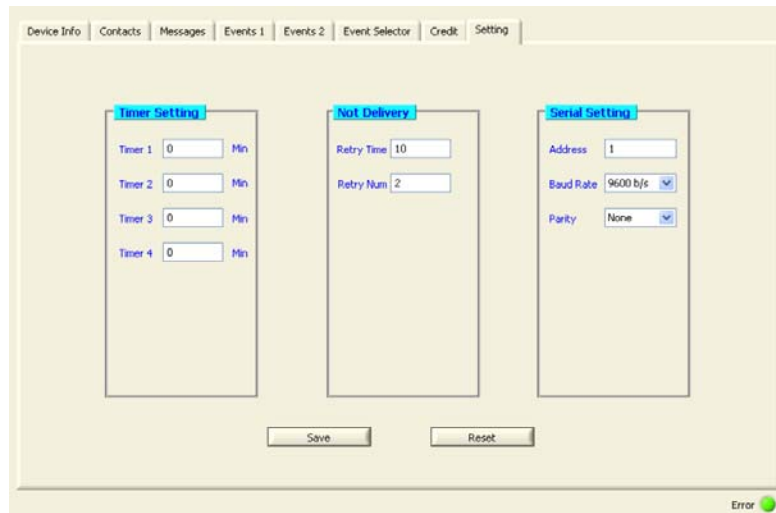 Device Info Contacts Messages Events 1 Events 2 Event Selector Credit Setting
Timer Setting
Timer 1 0 Min
Timer 2 0 Min
Timer 3 0 Min
Timer 4 0 Min
Not Delivery
Retry Time 10
Retry Num 2
Serial Setting
Address 1
Baud Rate 9600 b/s
Parity None
Save Reset
Error